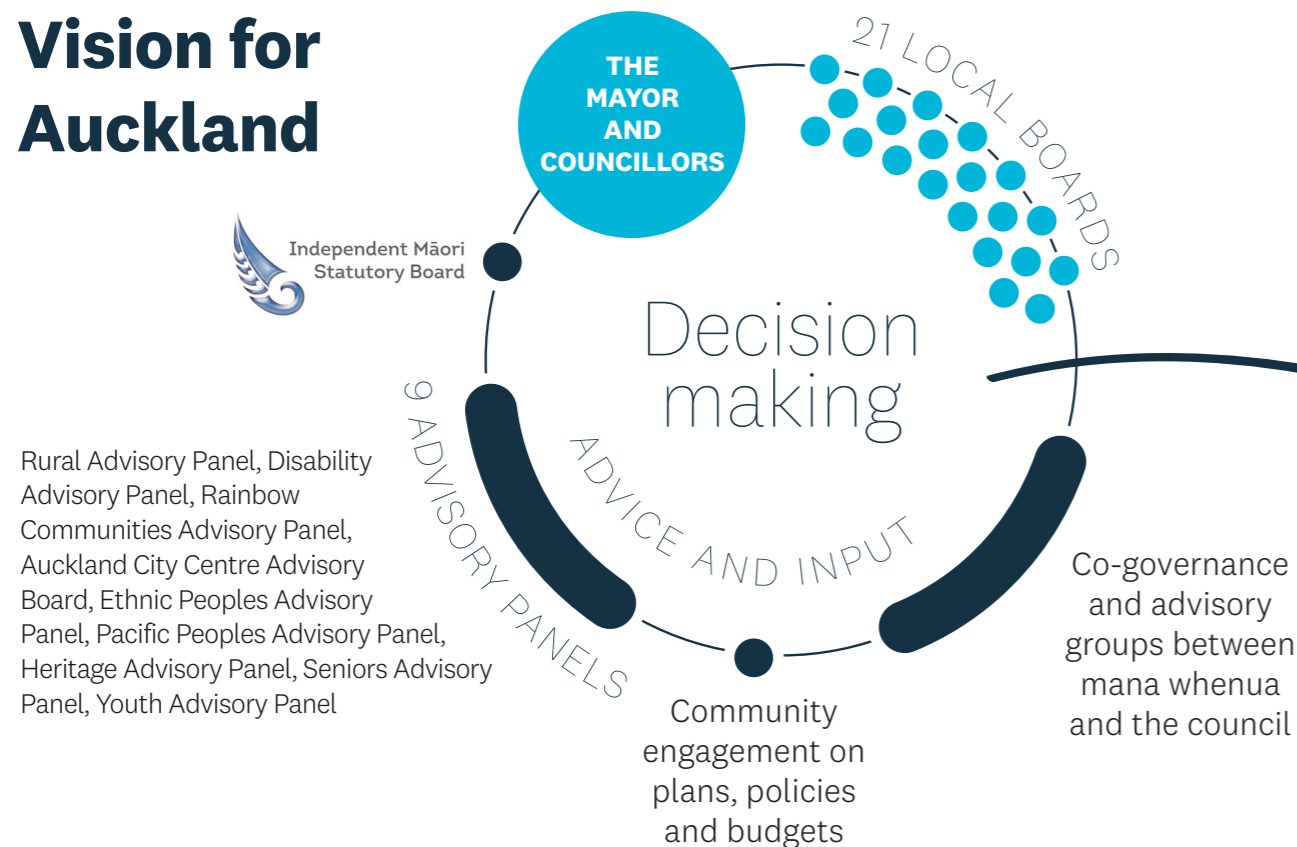 Vision for
Auckland
THE
MAYOR
AND
COUNCILLORS
21 LOCAL BOARDS
Independent Māori
Statutory Board
Decision
making
ADVICE AND INPUT
9 ADVISORY PANELS
Rural Advisory Panel, Disability
Advisory Panel, Rainbow
Communities Advisory Panel,
Auckland City Centre Advisory
Board, Ethnic Peoples Advisory
Panel, Pacific Peoples Advisory Panel,
Heritage Advisory Panel, Seniors Advisory
Panel, Youth Advisory Panel
Community
engagement on
plans, policies
and budgets
Co-governance
and advisory
groups between
mana whenua
and the council